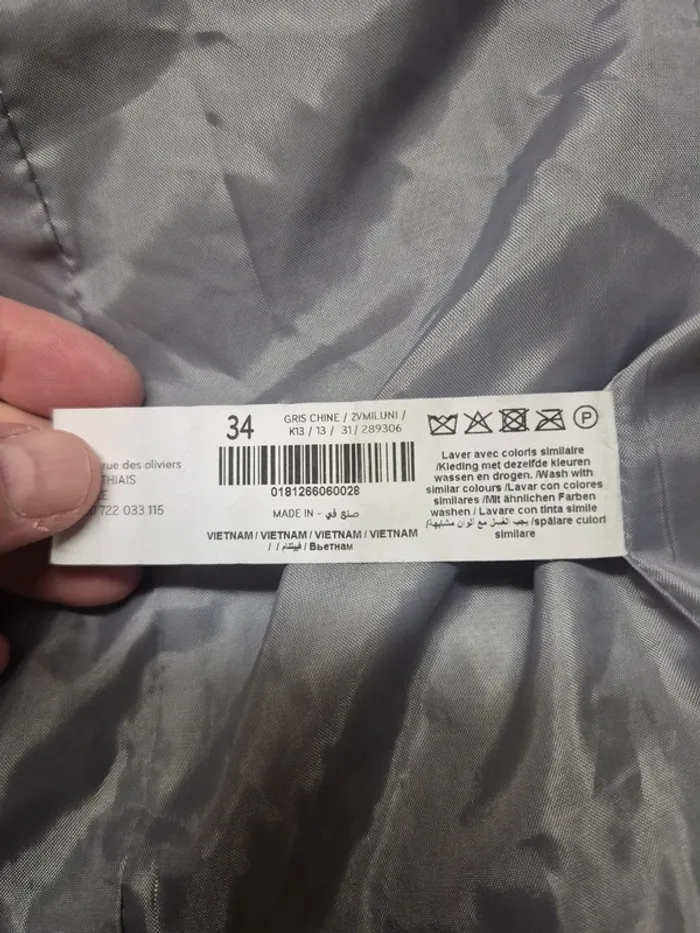 rue des oliviers
THIAIS
722 033 115
34
GRIS CHINE / 2VMILUNI /
K13 / 13 / 31 / 289306
0181266060028
MADE IN - صنع في
VIETNAM / VIETNAM / VIETNAM / VIETNAM
/ / فييتنام / Вьетнам
P
Laver avec coloris similaire
/Kleding met dezelfde kleuren
wassen en drogen. /Wash with
similar colours /Lavar con colores
similares /Mit ähnlichen Farben
washen / Lavare con tinta simile
/يجب الغسل مع ألوان مشابهة /spălare culori
similare